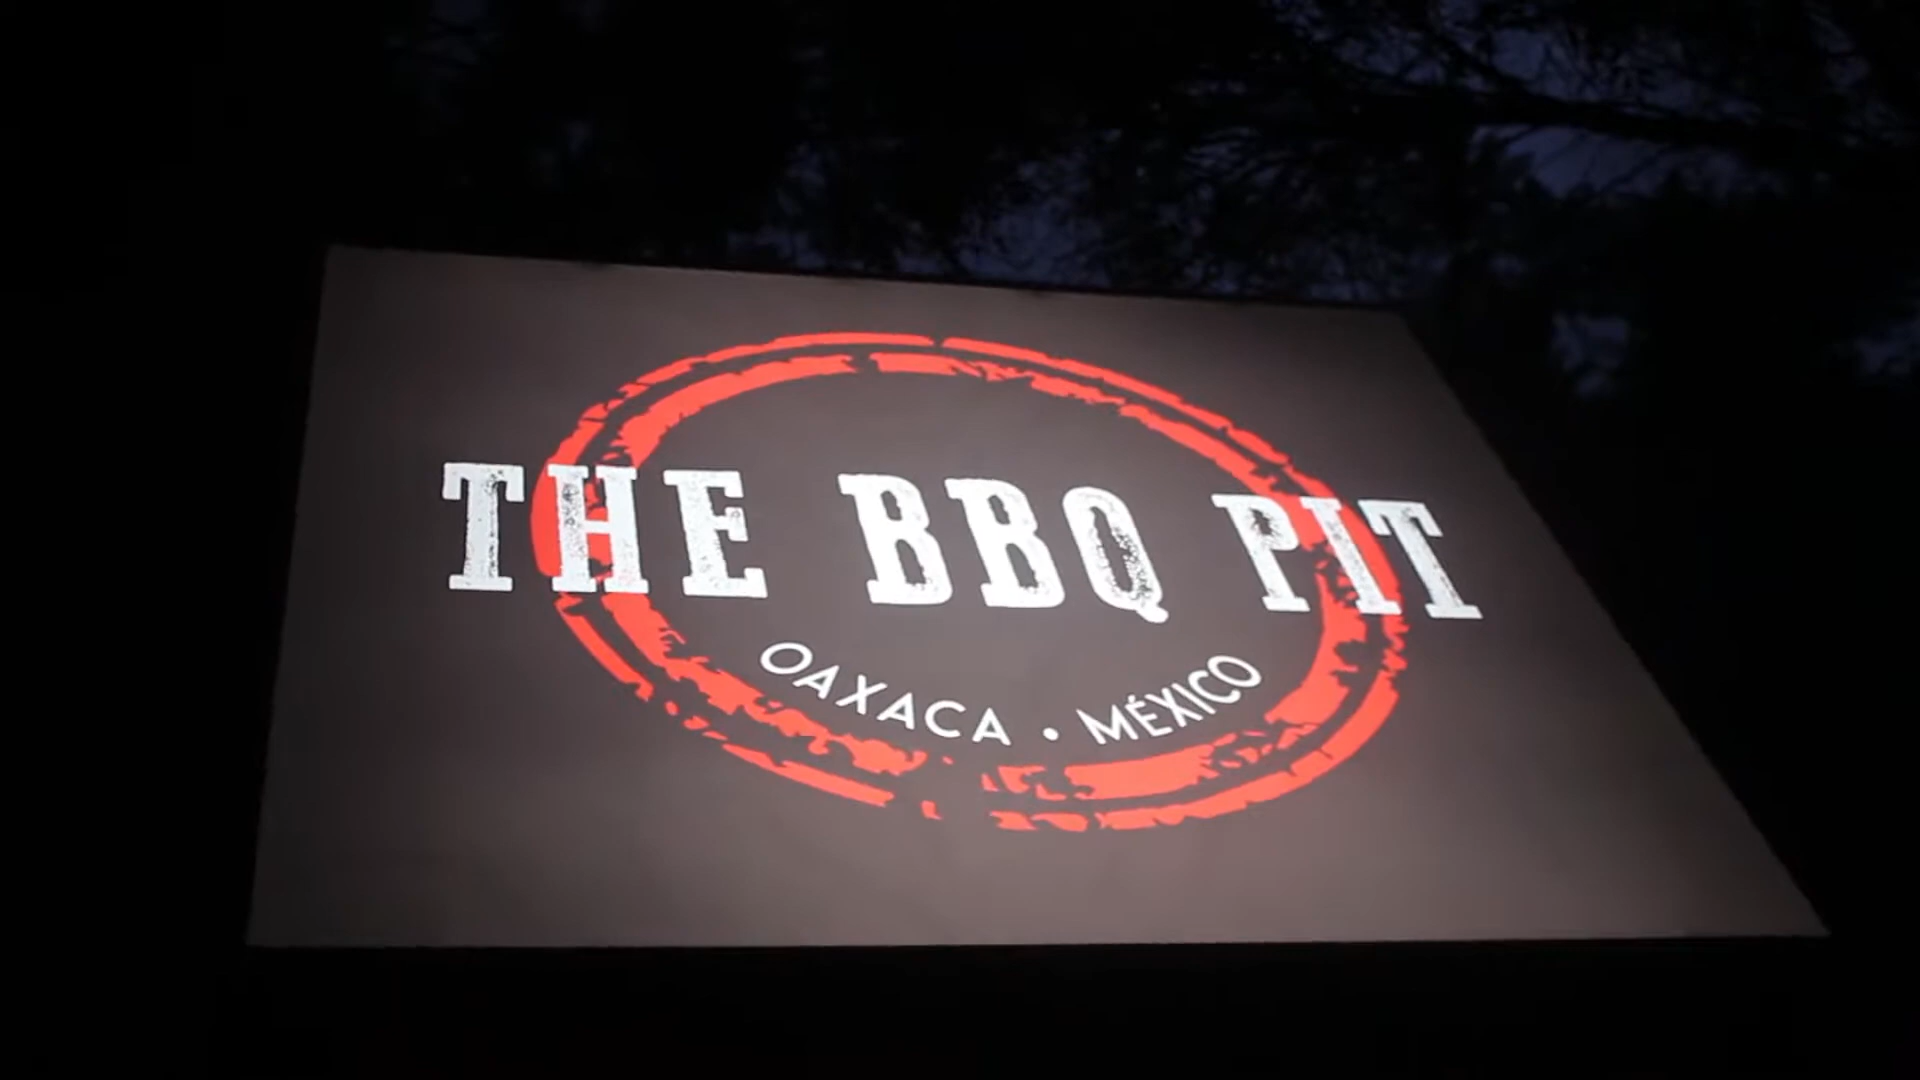 THE BBQ PIT
OAXACA • MÉXICO